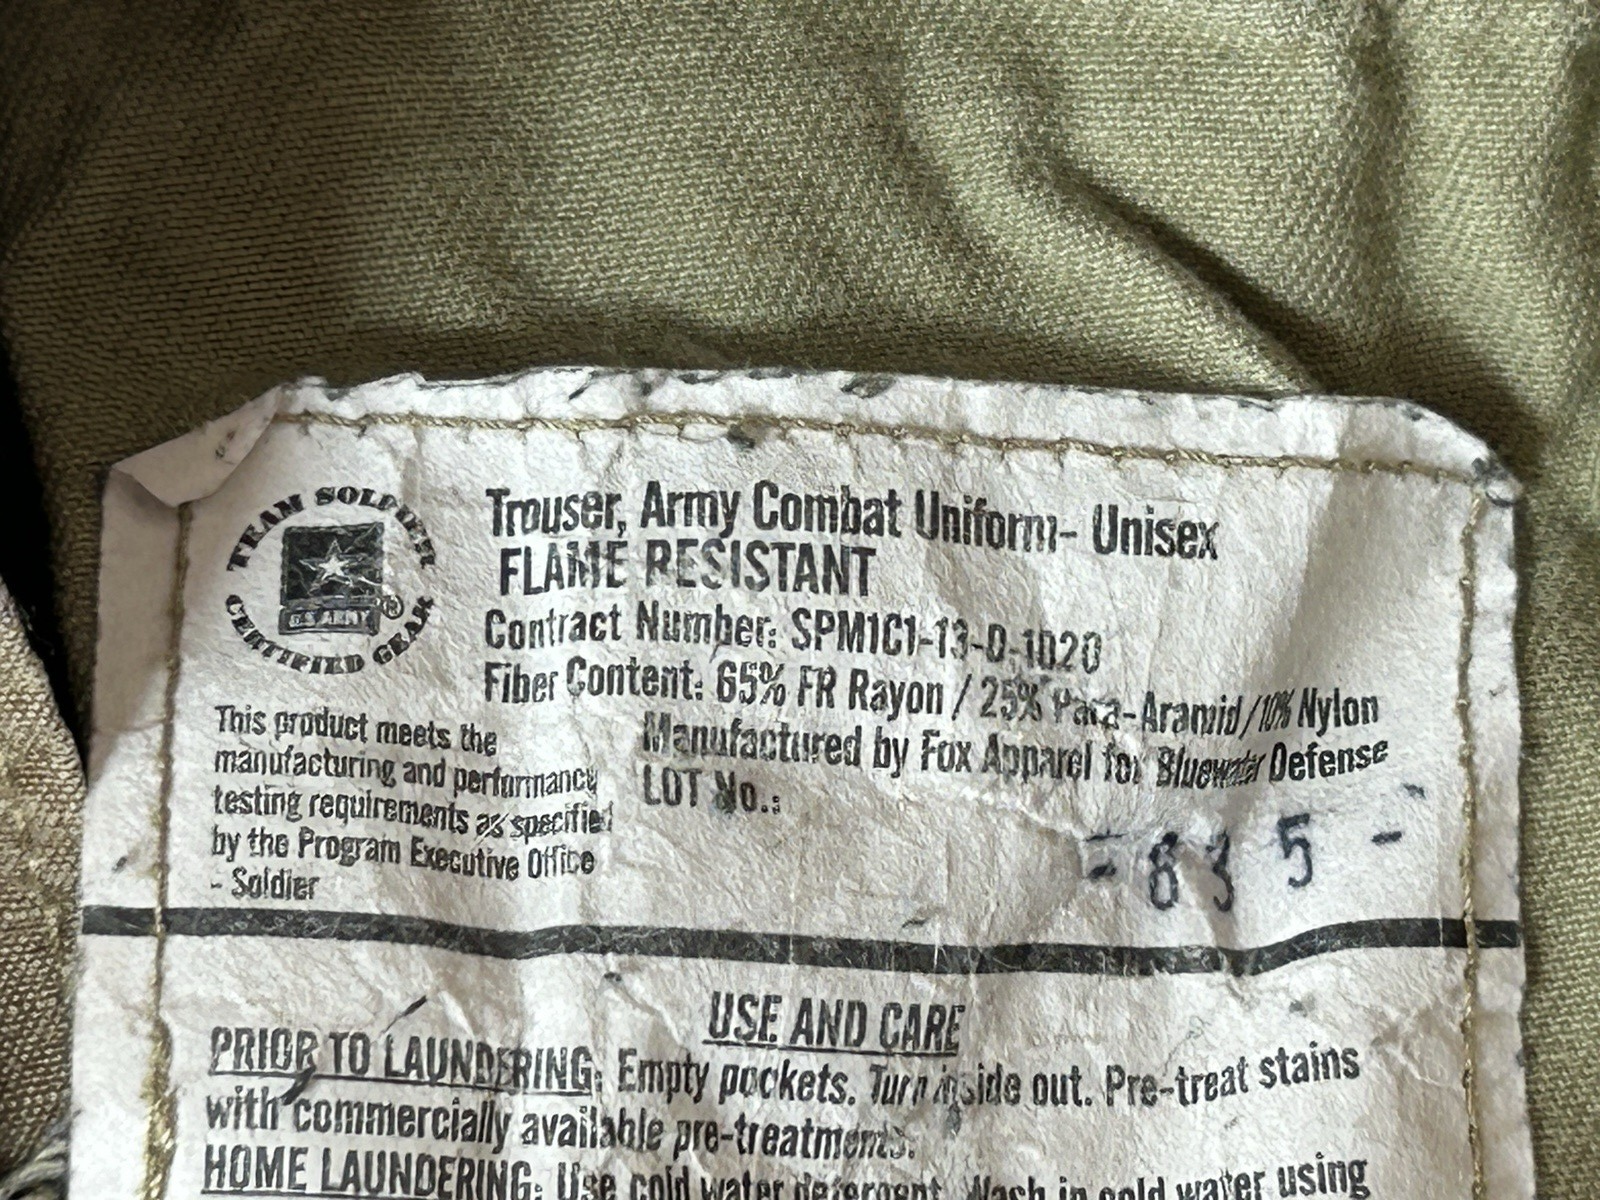 TEAM SOLDIER
U.S. ARMY
®
CERTIFIED GEAR
Trouser, Army Combat Uniform- Unisex
FLAME RESISTANT
Contract Number: SPM1C1-13-D-1020
Fiber Content: 65% FR Rayon / 25% Para-Aramid/10% Nylon
Manufactured by Fox Apparel for Bluewater Defense
LOT No.:
- 835 -
This product meets the
manufacturing and performancy
testing requirements as specified
by the Program Executive Office
- Soldier
USE AND CARE
PRIOR TO LAUNDERING: Empty pockets. Turn inside out. Pre-treat stains
with commercially available pre-treatments.
HOME LAUNDERING: Use cold water detergent. Wash in cold water using